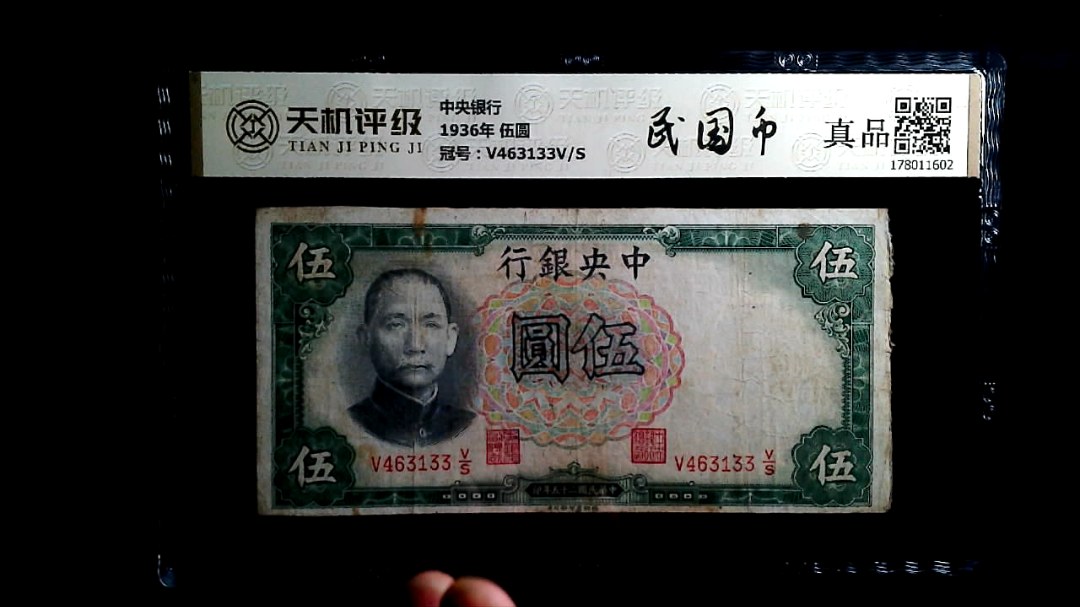 天机评级
TIAN JI PING JI
中央银行
1936年 伍圆
冠号：V463133V/S
民国币
真品
178011602
行銀央中
伍
伍
圓伍
V463133 V/S
V463133 V/S
伍
伍